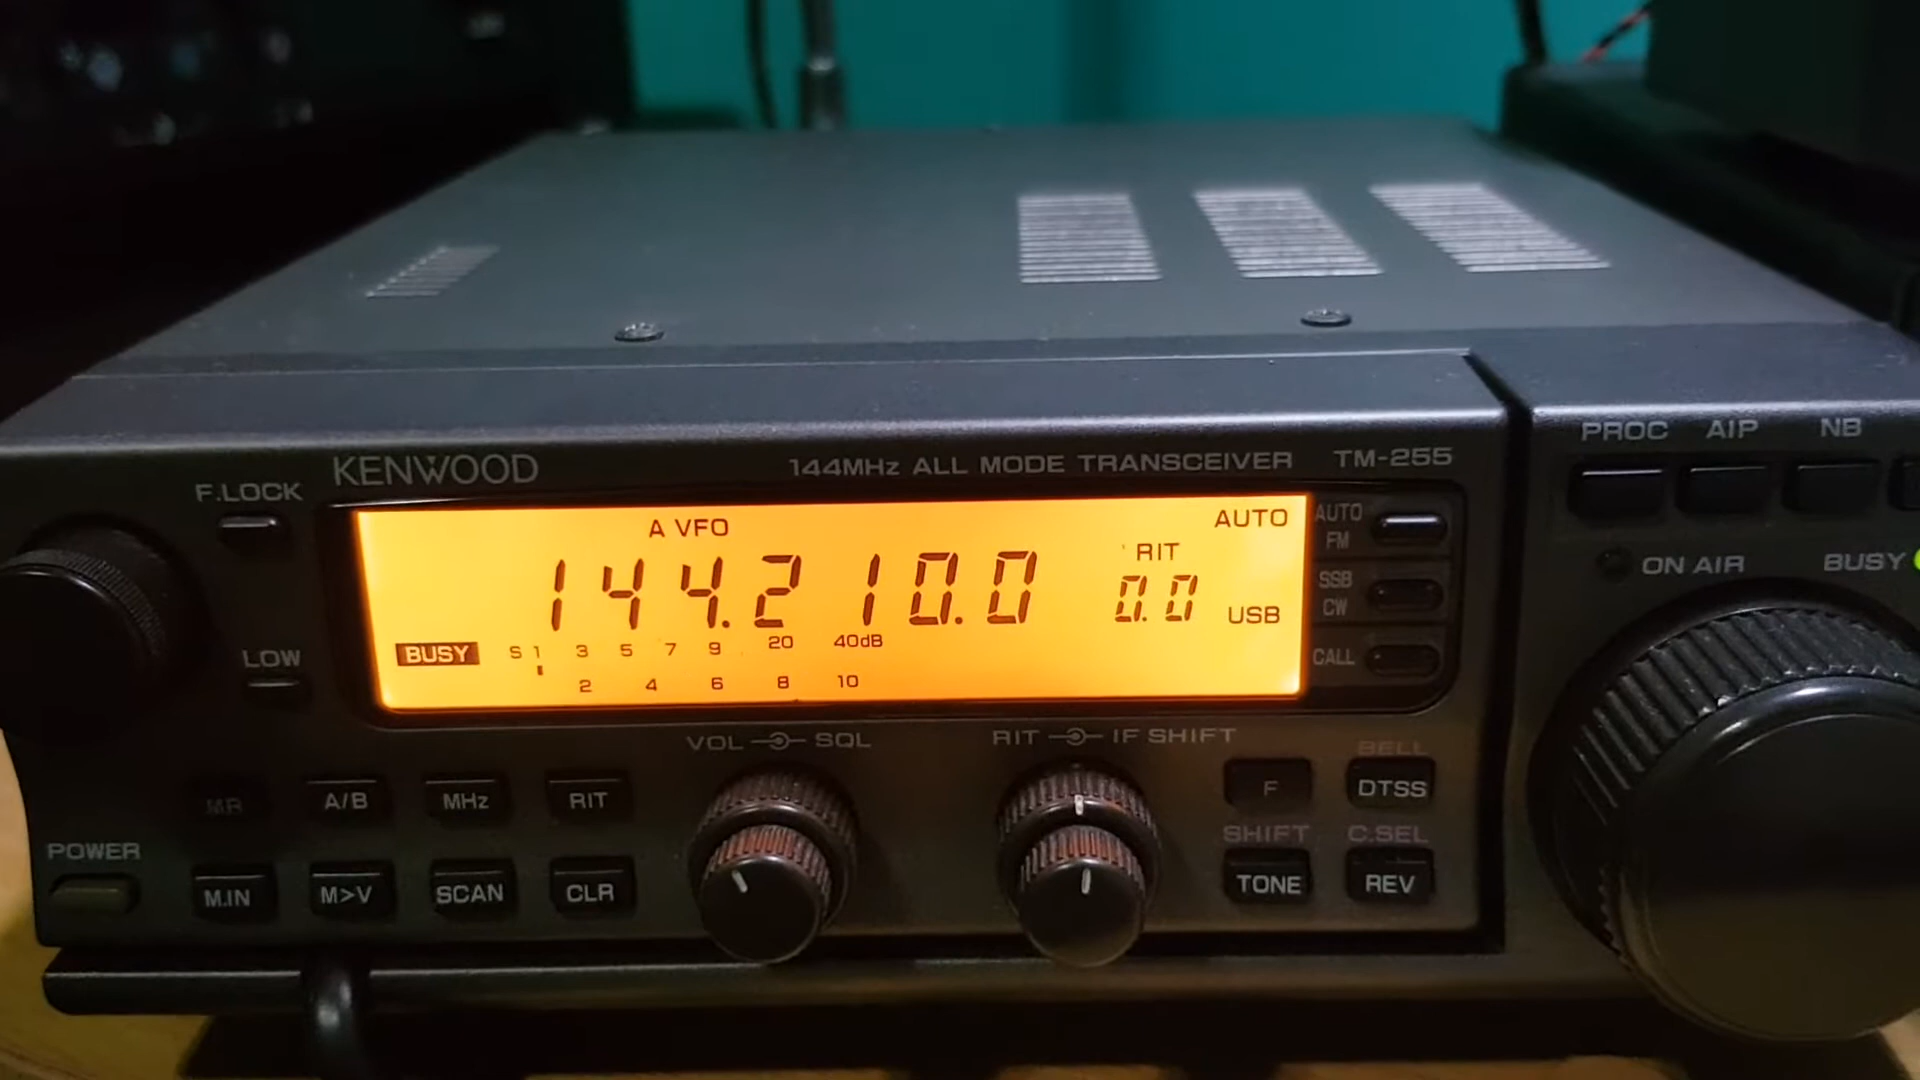 PROC AIP NB
KENWOOD 144MHz ALL MODE TRANSCEIVER TM-255
F.LOCK
A VFO AUTO
AUTO
FM
RIT
144.210.0 0.0
USB
ON AIR BUSY
SSB
CW
BUSY S 1 3 5 7 9 20 40dB
2 4 6 8 10
CALL
LOW
VOL SQL RIT IF SHIFT
BELL
MR A/B MHz RIT F DTSS
SHIFT C.SEL
POWER
M.IN M>V SCAN CLR TONE REV